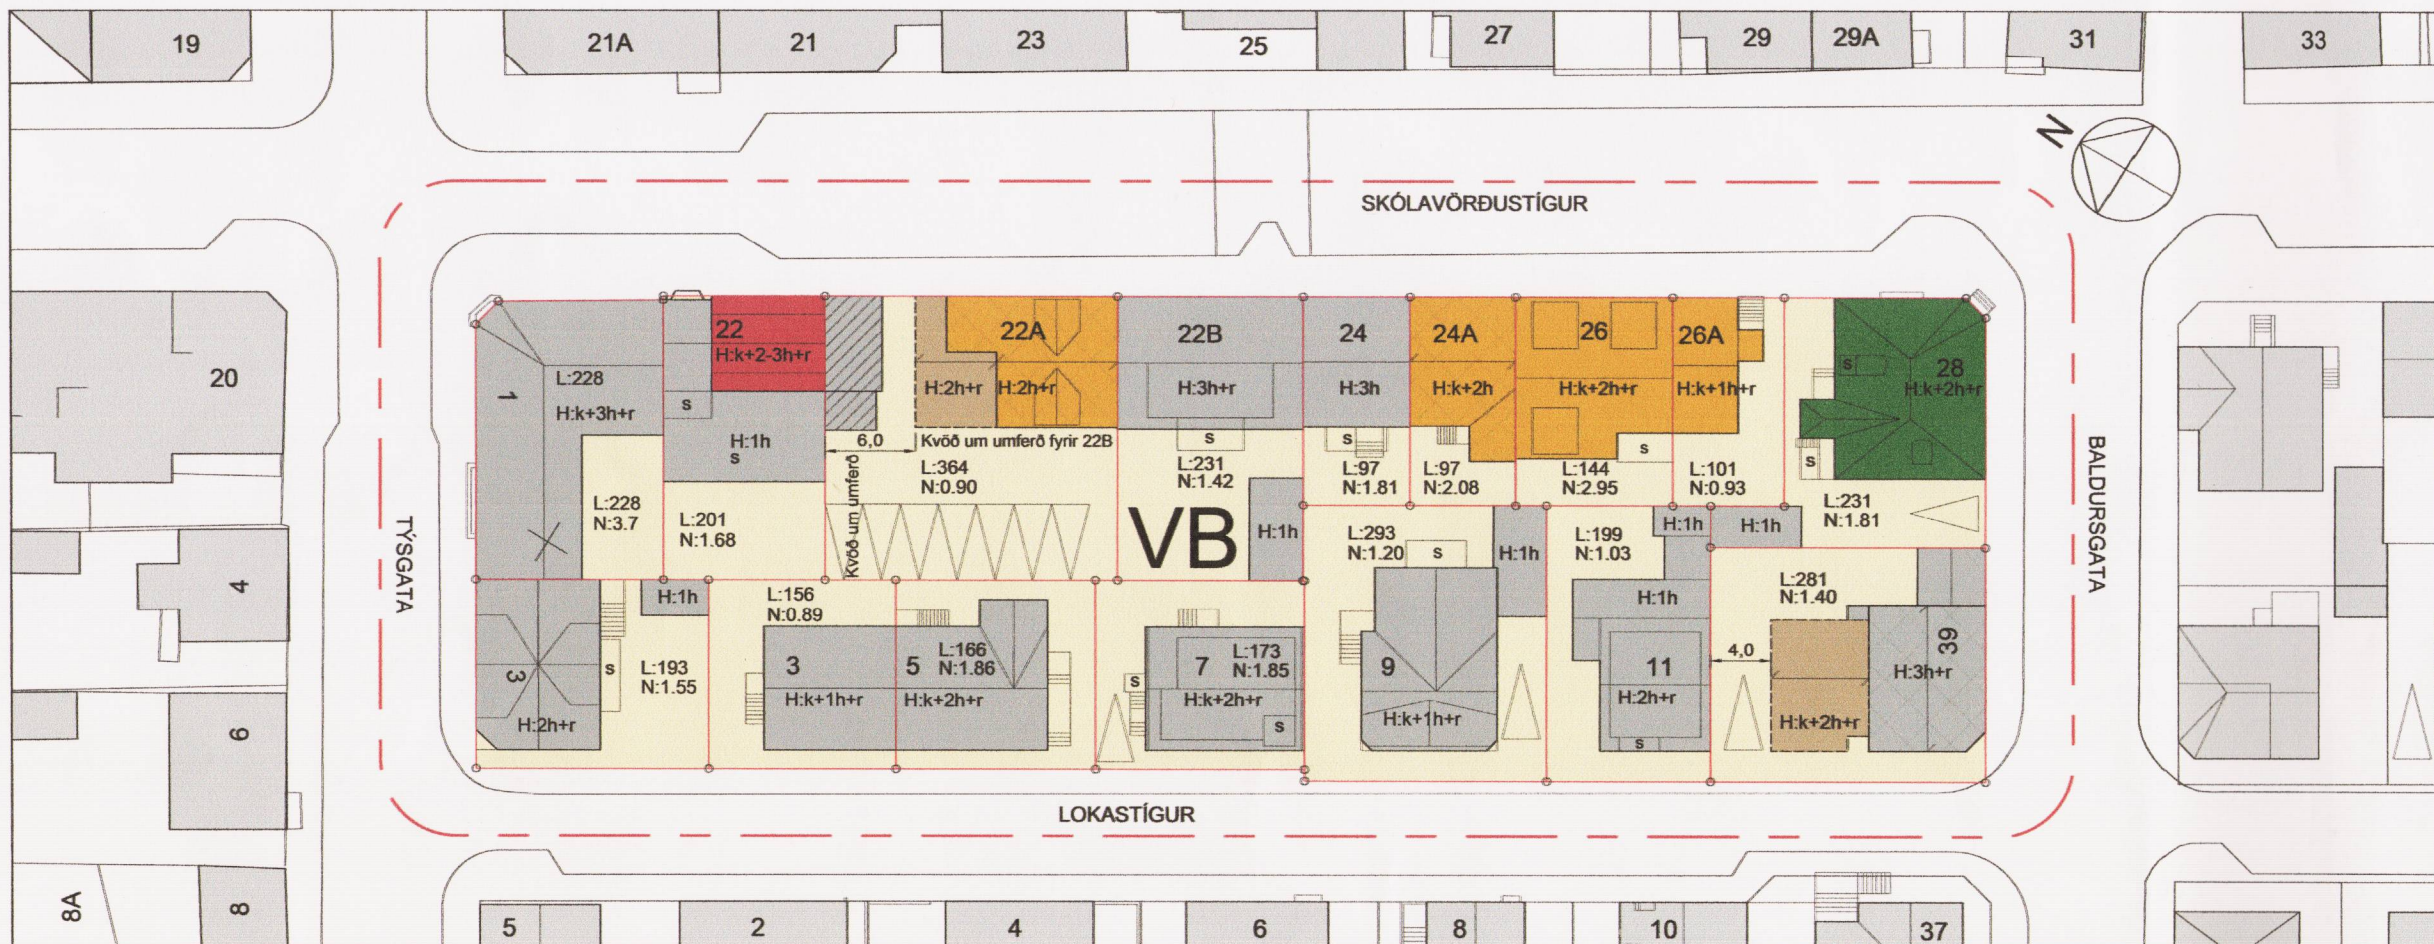 19
21A
21
23
25
27
29
29A
31
33
N
SKÓLAVÖRÐUSTÍGUR
20
1
L:228
H:k+3h+r
22
H:k+2-3h+r
s
H:1h
s
22A
H:2h+r
H:2h+r
22B
H:3h+r
s
24
H:3h
s
24A
H:k+2h
26
H:k+2h+r
s
26A
H:k+1h+r
28
s
H:k+2h+r
s
6,0
Kvöð um umferð fyrir 22B
Kvöð um umferð
L:228
N:3.7
L:201
N:1.68
L:364
N:0.90
L:231
N:1.42
L:97
N:1.81
L:97
N:2.08
L:144
N:2.95
L:101
N:0.93
L:231
N:1.81
VB
H:1h
H:1h
H:1h
H:1h
TÝSGATA
BALDURSGATA
4
6
3
H:2h+r
s
H:1h
L:193
N:1.55
L:156
N:0.89
3
H:k+1h+r
5
L:166
N:1.86
H:k+2h+r
s
7
L:173
N:1.85
H:k+2h+r
s
L:293
N:1.20
s
9
H:k+1h+r
L:199
N:1.03
H:1h
11
H:2h+r
s
L:281
N:1.40
4,0
H:k+2h+r
39
H:3h+r
LOKASTÍGUR
8A
8
5
2
4
6
8
10
37